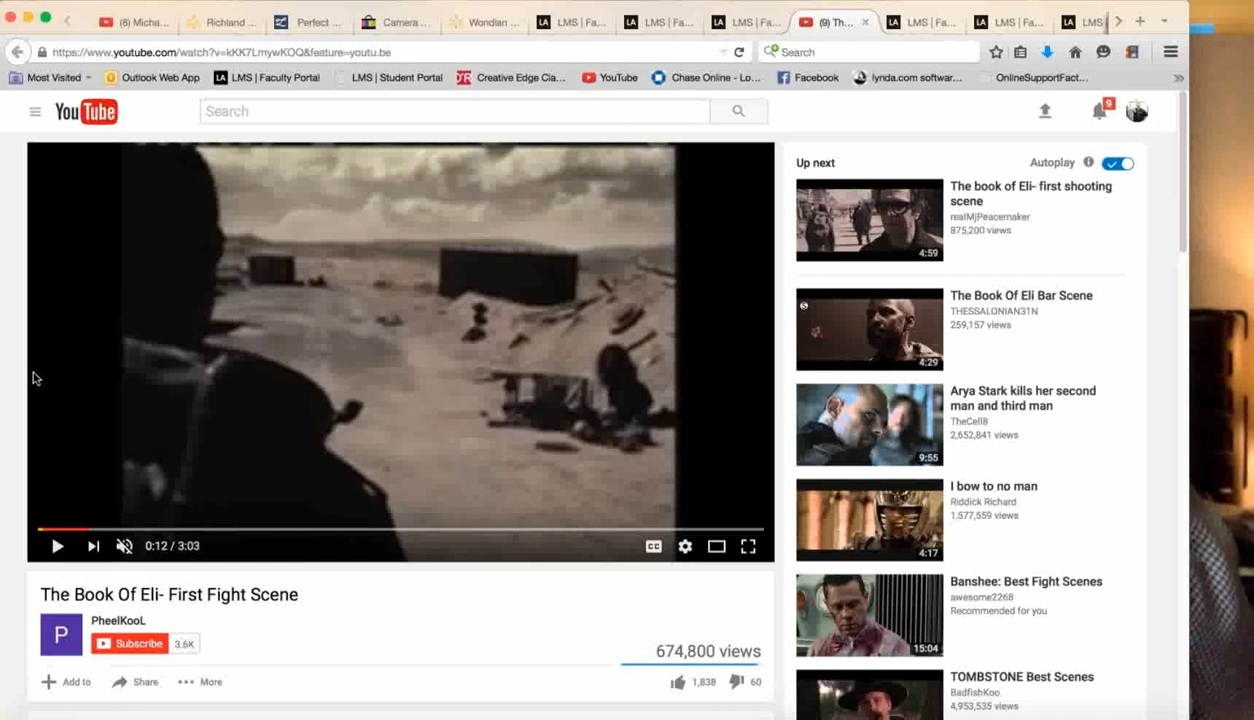 (6) Micha...
Richland ...
Perfect ...
Camera ...
Wondlan ...
LA LMS | Fa...
LA LMS | Fa...
LA LMS | Fa...
(9) Th...
LA LMS | Fa...
LA LMS | Fa...
LA LMS
https://www.youtube.com/watch?v=kKK7LmywKOQ&feature=youtu.be
Search
Most Visited
Outlook Web App
LA LMS | Faculty Portal
LMS | Student Portal
Creative Edge Cla...
YouTube
Chase Online - Lo...
Facebook
lynda.com softwar...
OnlineSupportFact...
YouTube
Search
9
Up next
Autoplay
The book of Eli- first shooting
scene
realMjPeacemaker
875,200 views
4:59
The Book Of Eli Bar Scene
THESSALONIAN31N
259,157 views
4:29
Arya Stark kills her second
man and third man
TheCell8
2,652,841 views
9:55
I bow to no man
Riddick Richard
1,577,559 views
4:17
Banshee: Best Fight Scenes
awesome2268
Recommended for you
15:04
TOMBSTONE Best Scenes
BadfishKoo
4,953,535 views
0:12 / 3:03
CC
The Book Of Eli- First Fight Scene
P
PheelKooL
Subscribe 3.6K
674,800 views
Add to
Share
More
1,838
60